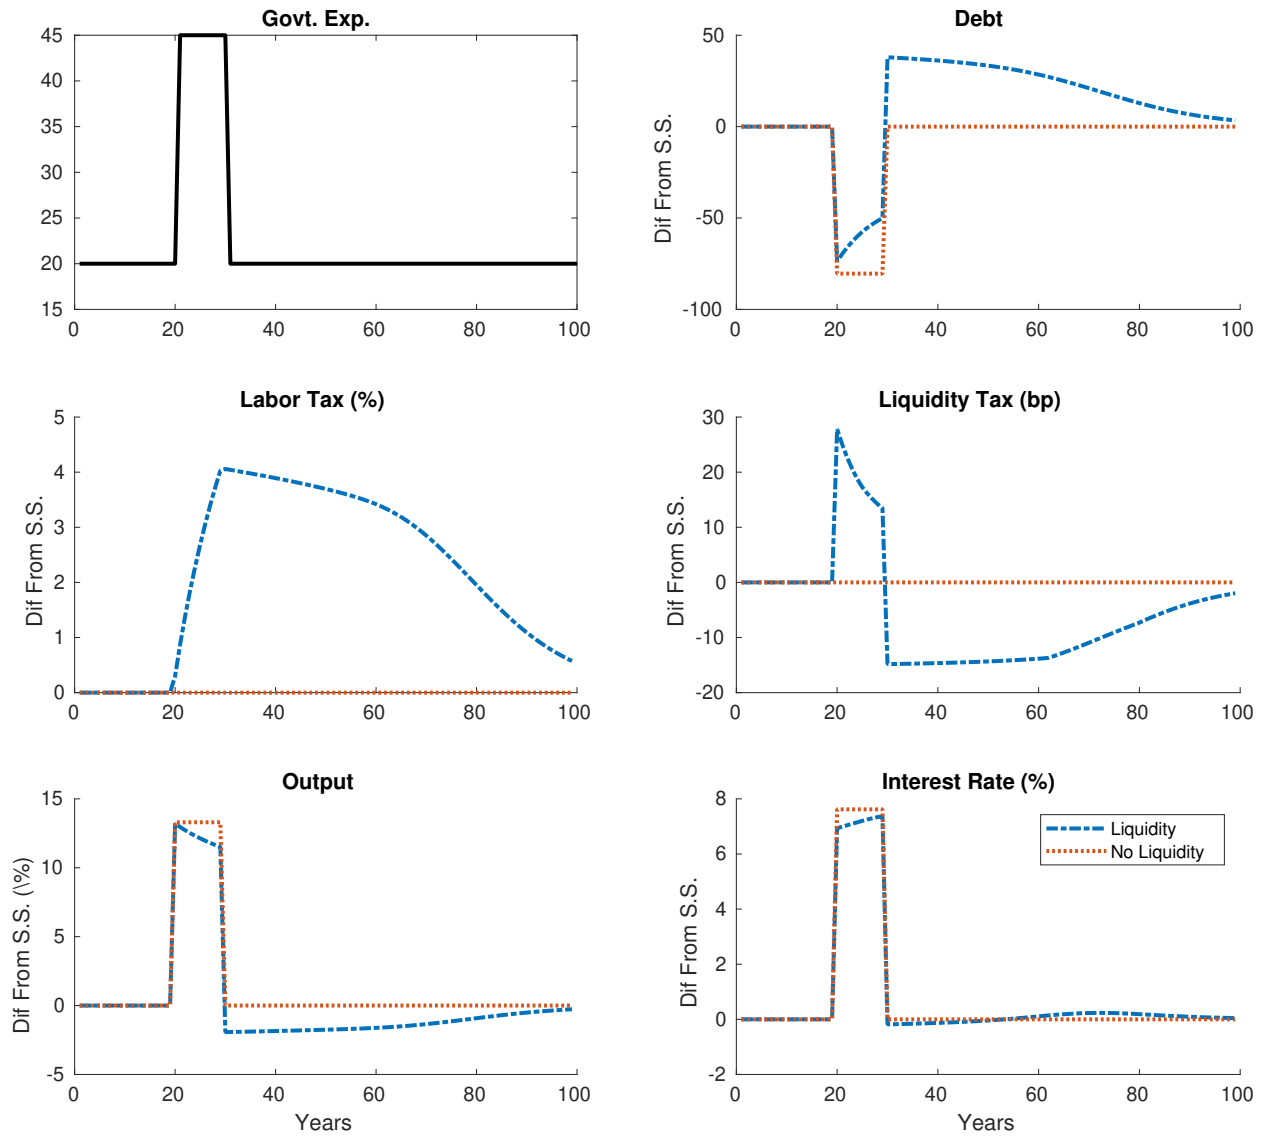 Govt. Exp.
45
40
35
30
25
20
15
0 20 40 60 80 100
Debt
Dif From S.S.
50
0
-50
-100
0 20 40 60 80 100
Labor Tax (%)
Dif From S.S.
5
4
3
2
1
0
0 20 40 60 80 100
Liquidity Tax (bp)
Dif From S.S.
30
20
10
0
-10
-20
0 20 40 60 80 100
Output
Dif From S.S. (\%)
15
10
5
0
-5
0 20 40 60 80 100
Years
Interest Rate (%)
Dif From S.S.
8
6
4
2
0
-2
0 20 40 60 80 100
Years
Liquidity
No Liquidity